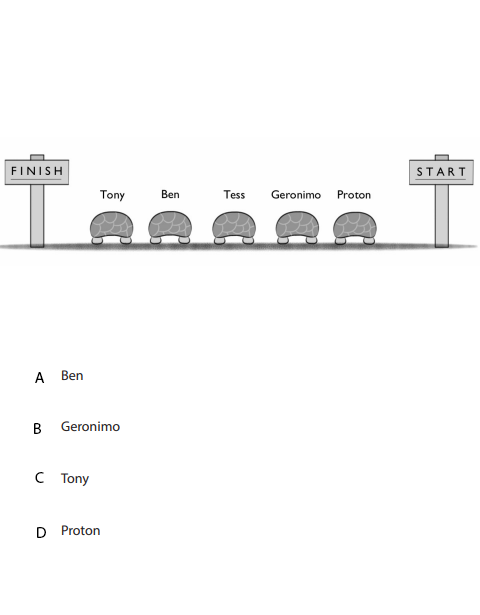 FINISH
START
Tony Ben Tess Geronimo Proton
A Ben
B Geronimo
C Tony
D Proton